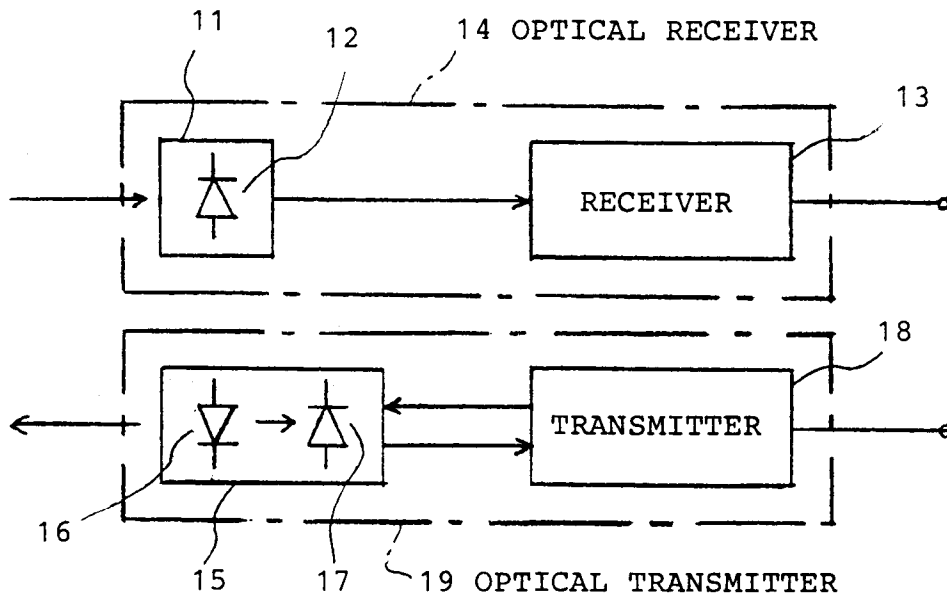 11
12
14 OPTICAL RECEIVER
13
RECEIVER
18
TRANSMITTER
16
15
17
19 OPTICAL TRANSMITTER